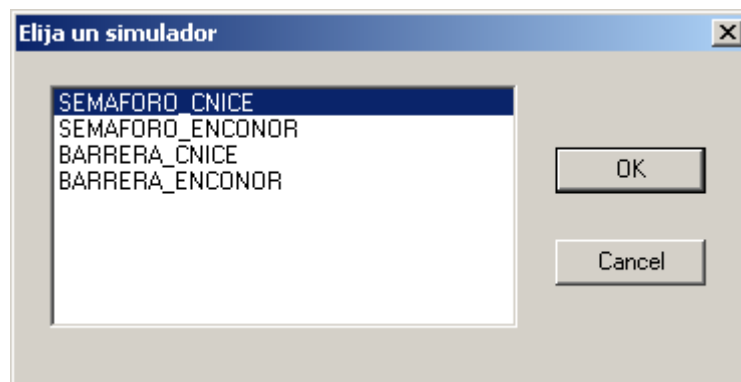 Elija un simulador
SEMAFORO_CNICE
SEMAFORO_ENCONOR
BARRERA_CNICE
BARRERA_ENCONOR
OK
Cancel